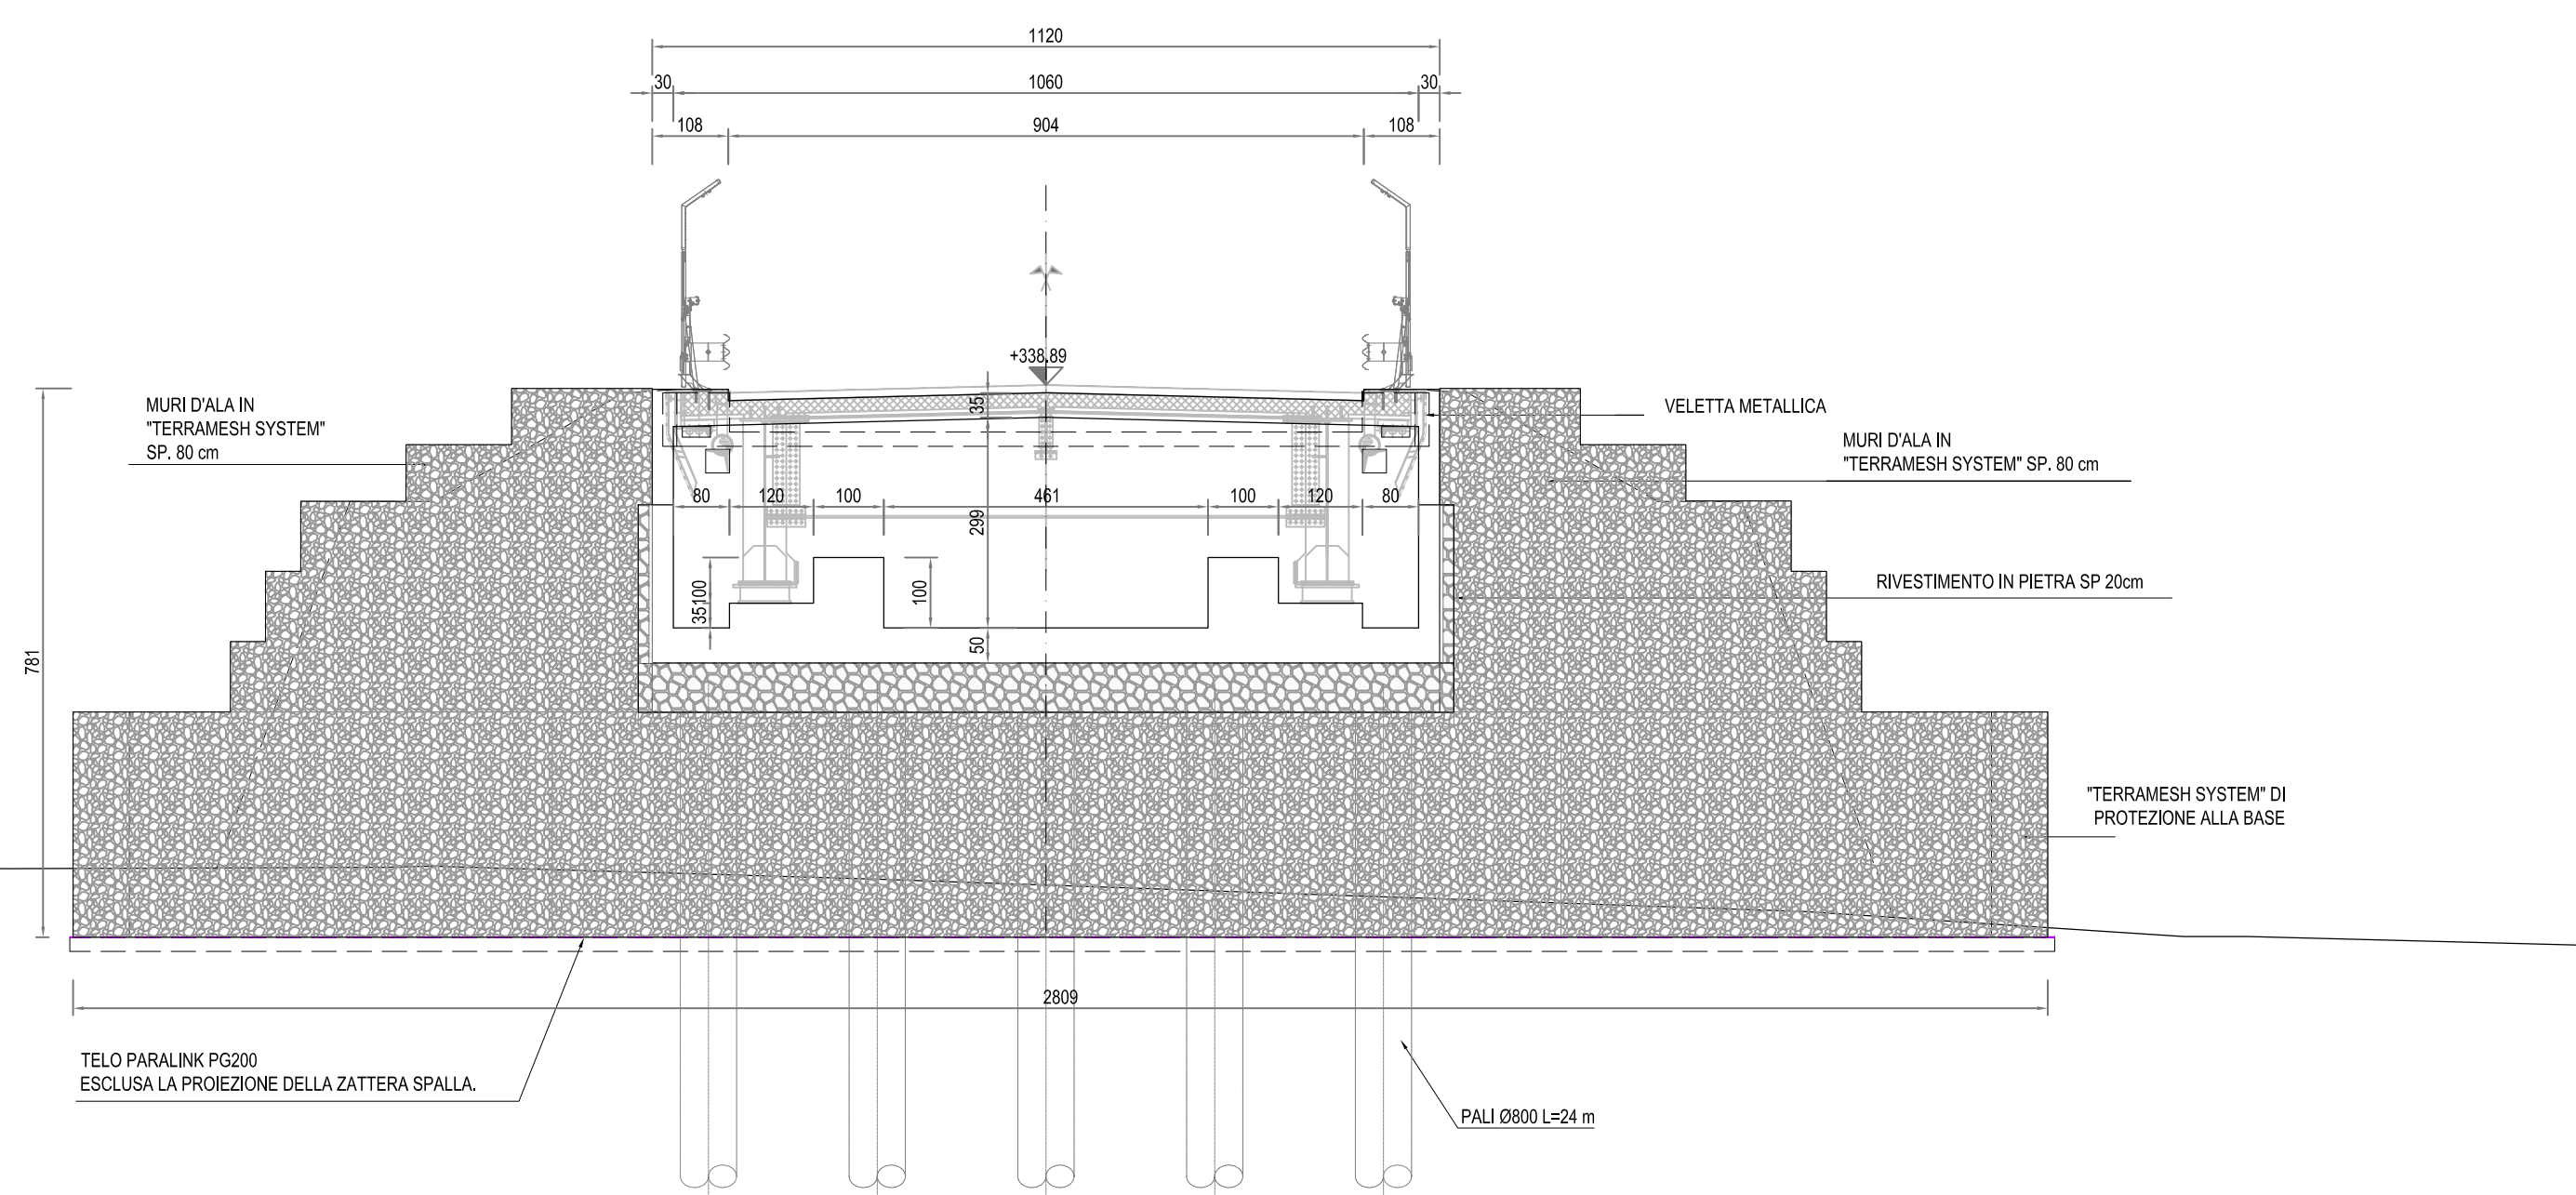 1120
30
1060
30
108
904
108
+338.89
35
MURI D'ALA IN
"TERRAMESH SYSTEM"
SP. 80 cm
VELETTA METALLICA
MURI D'ALA IN
"TERRAMESH SYSTEM" SP. 80 cm
80
120
100
461
100
120
80
299
RIVESTIMENTO IN PIETRA SP 20cm
100
35
100
50
781
"TERRAMESH SYSTEM" DI
PROTEZIONE ALLA BASE
2809
TELO PARALINK PG200
ESCLUSA LA PROIEZIONE DELLA ZATTERA SPALLA.
PALI Ø800 L=24 m